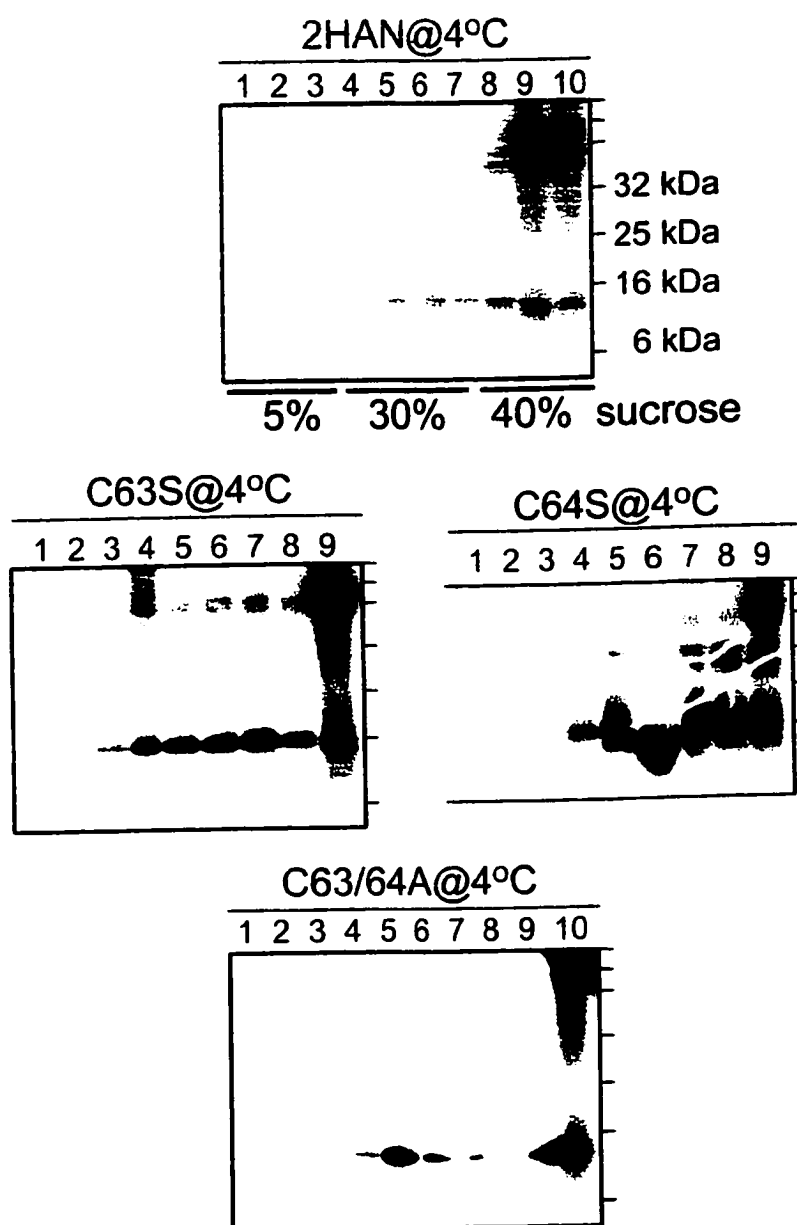 2HAN@4°C
1 2 3 4 5 6 7 8 9 10
32 kDa
25 kDa
16 kDa
6 kDa
5% 30% 40% sucrose
C63S@4°C
1 2 3 4 5 6 7 8 9
C64S@4°C
1 2 3 4 5 6 7 8 9
C63/64A@4°C
1 2 3 4 5 6 7 8 9 10